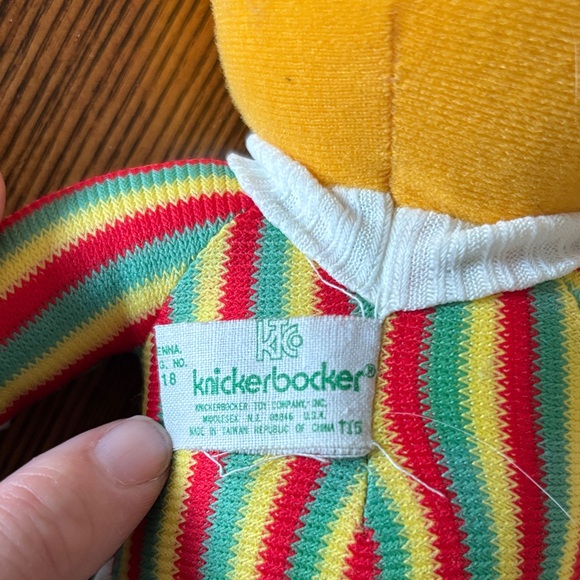 KTC
ENNA.
G. NO.
18
knickerbocker®
KNICKERBOCKER TOY COMPANY, INC.
MIDDLESEX, N.J. 08846 U.S.A.
MADE IN TAIWAN REPUBLIC OF CHINA T15